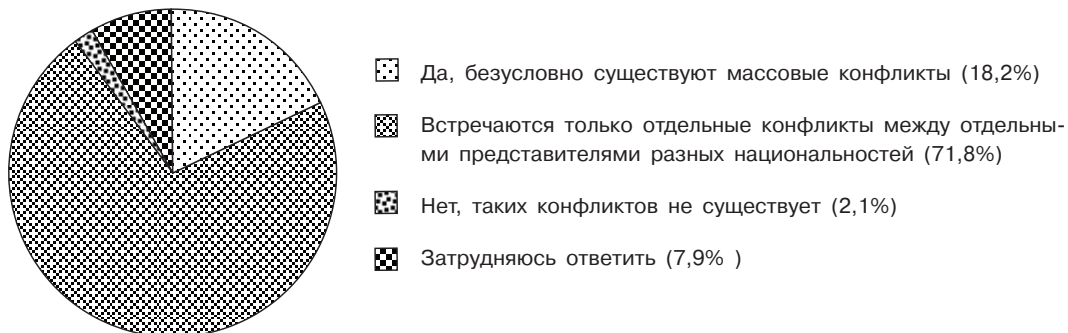 Да, безусловно существуют массовые конфликты (18,2%)
Встречаются только отдельные конфликты между отдельны-
ми представителями разных национальностей (71,8%)
Нет, таких конфликтов не существует (2,1%)
Затрудняюсь ответить (7,9% )